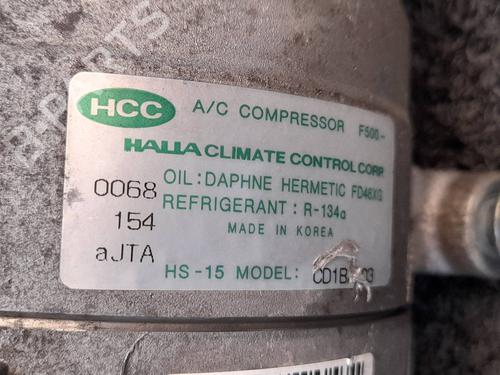 HCC
A/C COMPRESSOR F500-
HALLA CLIMATE CONTROL CORP.
OIL: DAPHNE HERMETIC FD46XG
REFRIGERANT : R-134a
MADE IN KOREA
0068
154
aJTA
HS-15 MODEL: